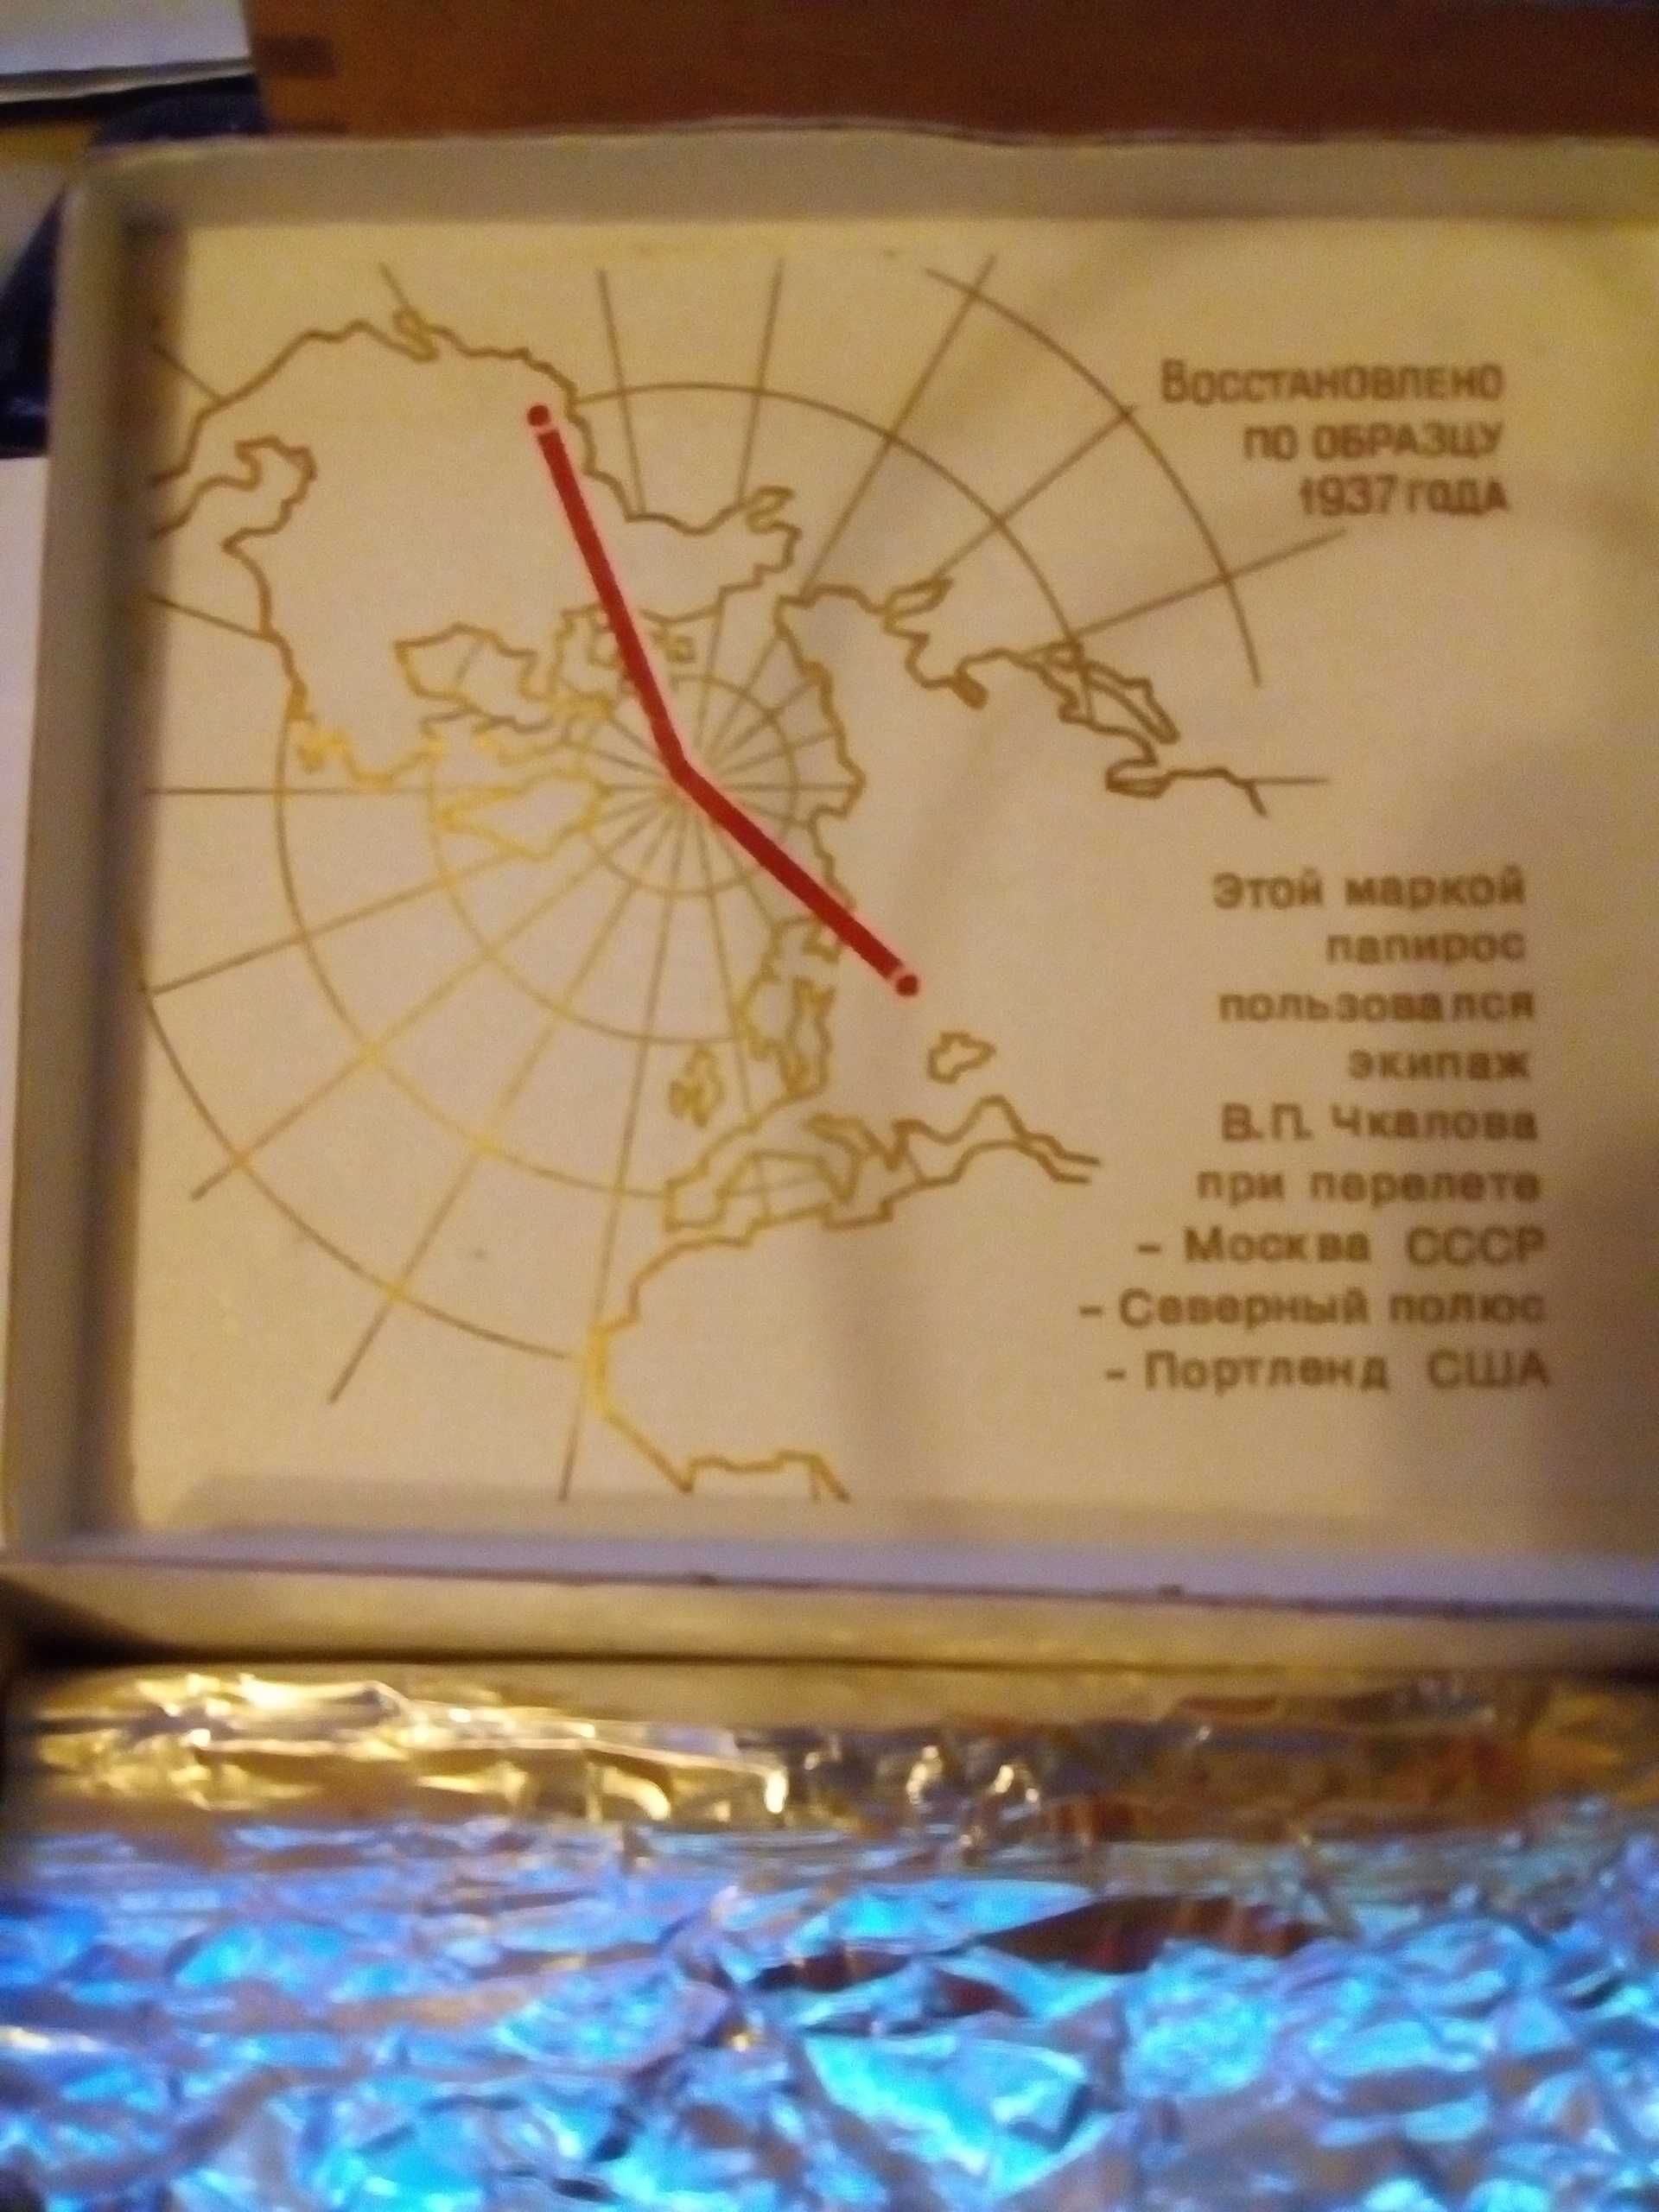 Восстановлено
по образцу
1937 года
Этой маркой
папирос
пользовался
экипаж
В.П. Чкалова
при перелете
– Москва СССР
– Северный полюс
– Портленд США